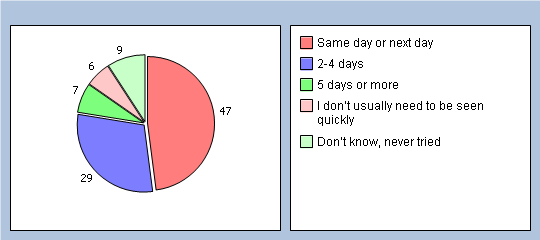 9
6
7
47
29
Same day or next day
2-4 days
5 days or more
I don't usually need to be seen
quickly
Don't know, never tried